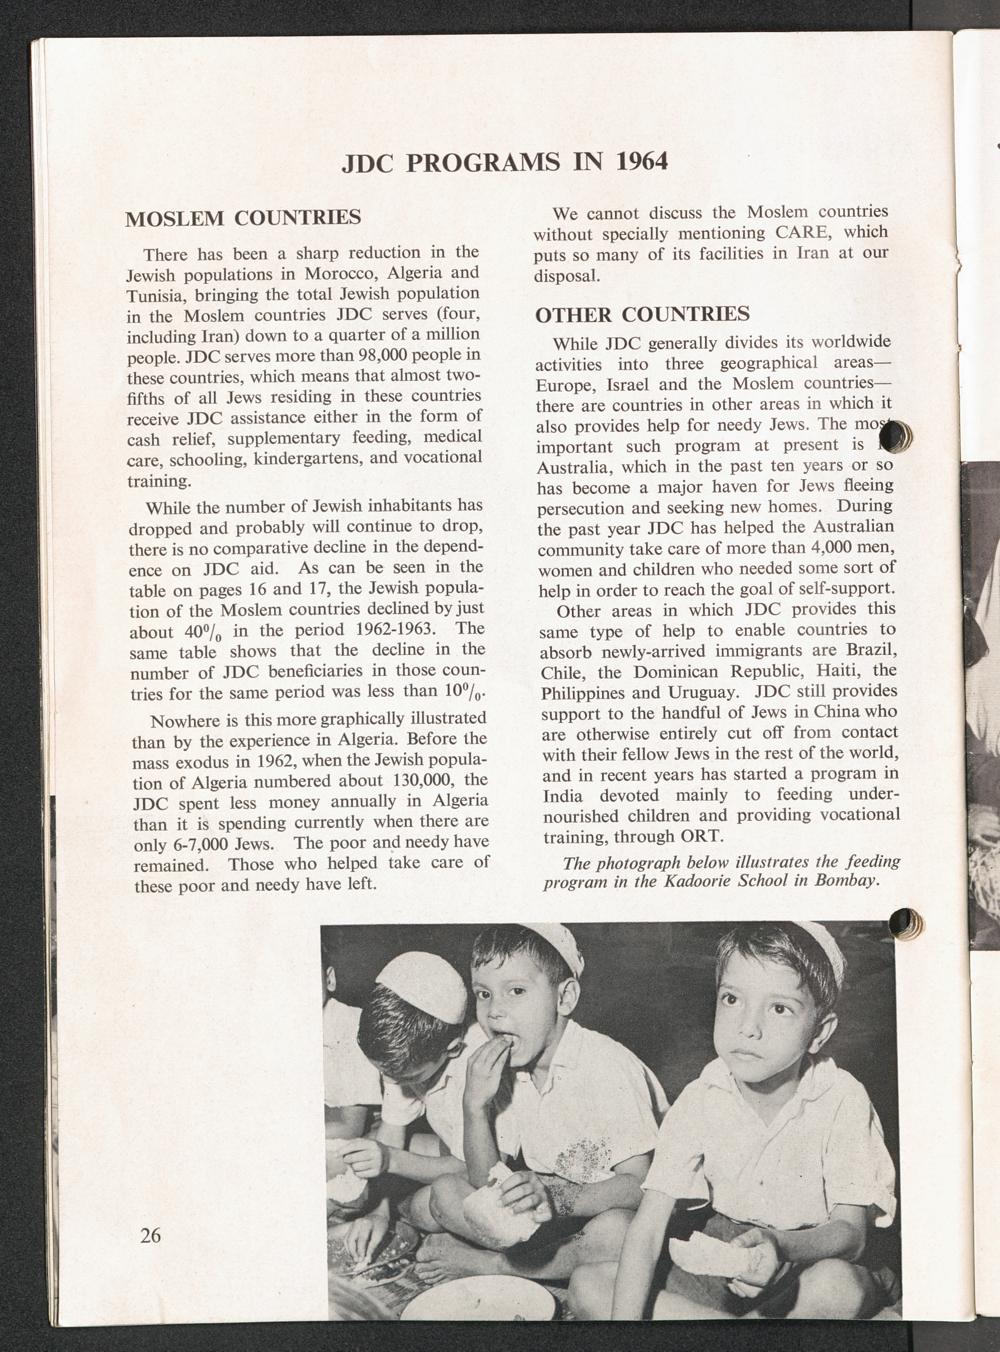 JDC PROGRAMS IN 1964
MOSLEM COUNTRIES
There has been a sharp reduction in the
Jewish populations in Morocco, Algeria and
Tunisia, bringing the total Jewish population
in the Moslem countries JDC serves (four,
including Iran) down to a quarter of a million
people. JDC serves more than 98,000 people in
these countries, which means that almost two-
fifths of all Jews residing in these countries
receive JDC assistance either in the form of
cash relief, supplementary feeding, medical
care, schooling, kindergartens, and vocational
training.
While the number of Jewish inhabitants has
dropped and probably will continue to drop,
there is no comparative decline in the depend-
ence on JDC aid. As can be seen in the
table on pages 16 and 17, the Jewish popula-
tion of the Moslem countries declined by just
about 40% in the period 1962-1963. The
same table shows that the decline in the
number of JDC beneficiaries in those coun-
tries for the same period was less than 10%.
Nowhere is this more graphically illustrated
than by the experience in Algeria. Before the
mass exodus in 1962, when the Jewish popula-
tion of Algeria numbered about 130,000, the
JDC spent less money annually in Algeria
than it is spending currently when there are
only 6-7,000 Jews. The poor and needy have
remained. Those who helped take care of
these poor and needy have left.
We cannot discuss the Moslem countries
without specially mentioning CARE, which
puts so many of its facilities in Iran at our
disposal.
OTHER COUNTRIES
While JDC generally divides its worldwide
activities into three geographical areas—
Europe, Israel and the Moslem countries—
there are countries in other areas in which it
also provides help for needy Jews. The most
important such program at present is
Australia, which in the past ten years or so
has become a major haven for Jews fleeing
persecution and seeking new homes. During
the past year JDC has helped the Australian
community take care of more than 4,000 men,
women and children who needed some sort of
help in order to reach the goal of self-support.
Other areas in which JDC provides this
same type of help to enable countries to
absorb newly-arrived immigrants are Brazil,
Chile, the Dominican Republic, Haiti, the
Philippines and Uruguay. JDC still provides
support to the handful of Jews in China who
are otherwise entirely cut off from contact
with their fellow Jews in the rest of the world,
and in recent years has started a program in
India devoted mainly to feeding under-
nourished children and providing vocational
training, through ORT.
The photograph below illustrates the feeding
program in the Kadoorie School in Bombay.
26